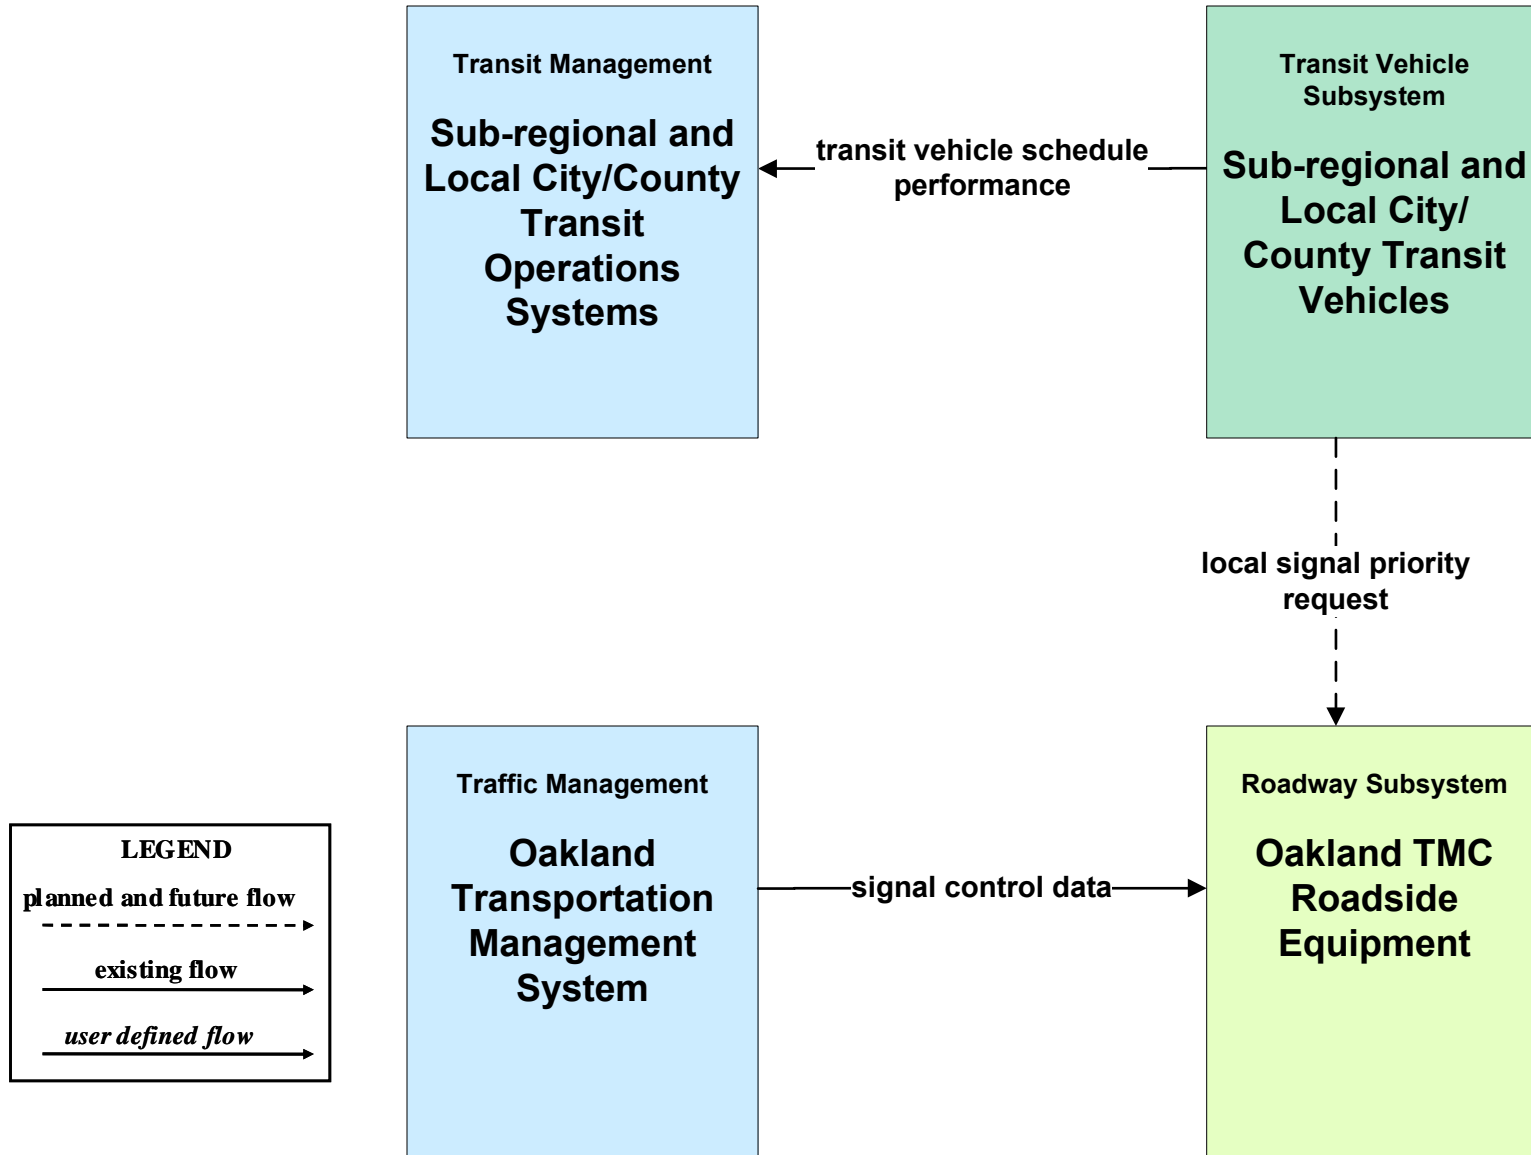 Transit Management
Sub-regional and
Local City/County
Transit
Operations
Systems
transit vehicle schedule
performance
Transit Vehicle
Subsystem
Sub-regional and
Local City/
County Transit
Vehicles
local signal priority
request
Traffic Management
Oakland
Transportation
Management
System
signal control data
Roadway Subsystem
Oakland TMC
Roadside
Equipment
LEGEND
planned and future flow
existing flow
user defined flow